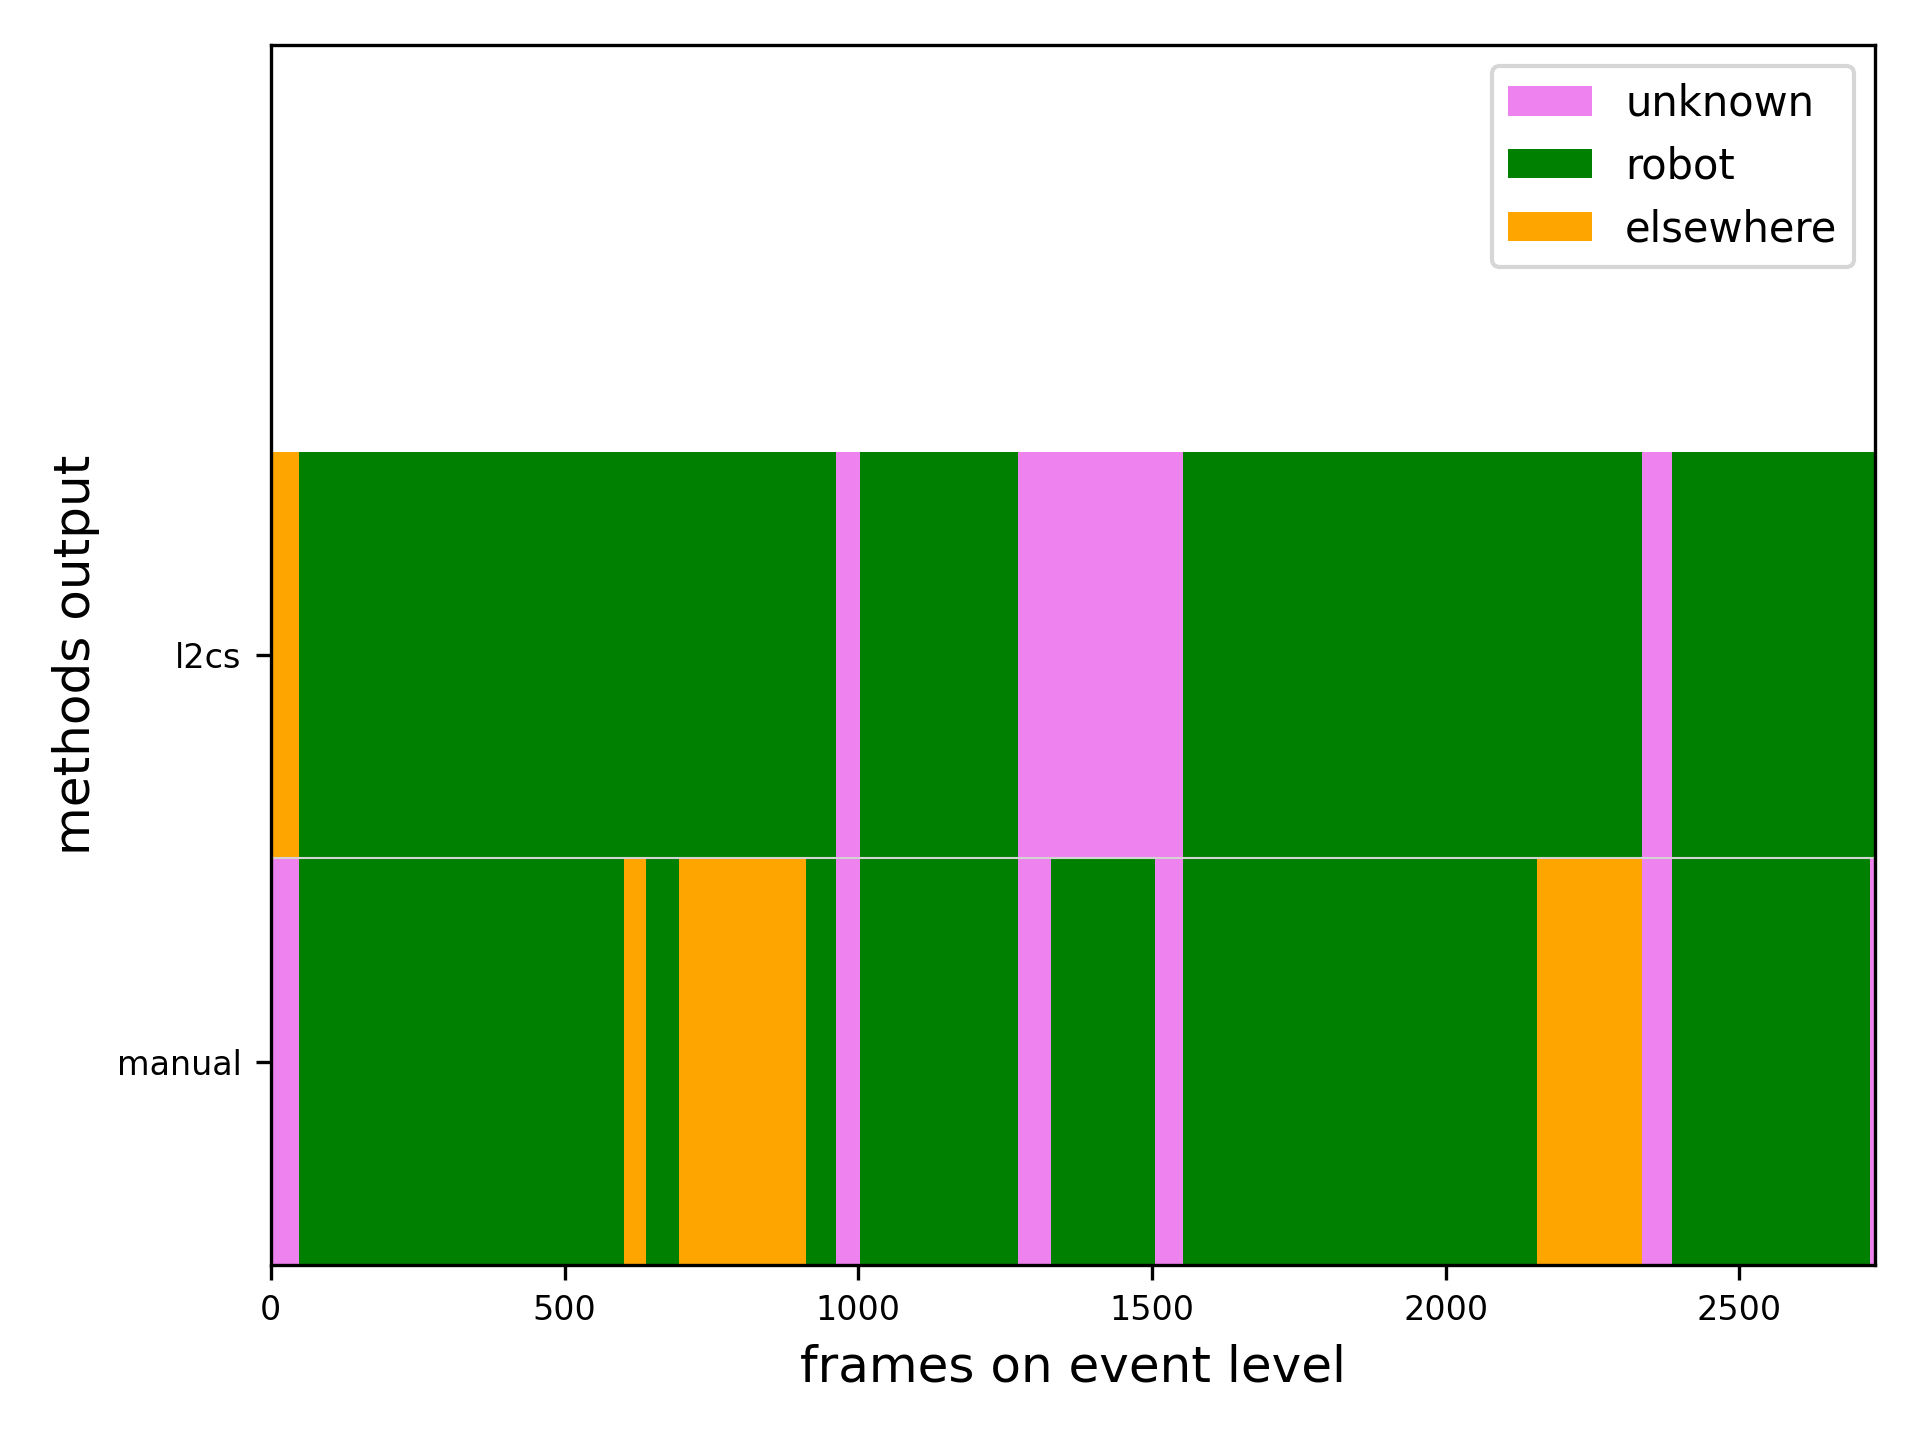 unknown
robot
elsewhere
methods output
l2cs
manual
0 500 1000 1500 2000 2500
frames on event level